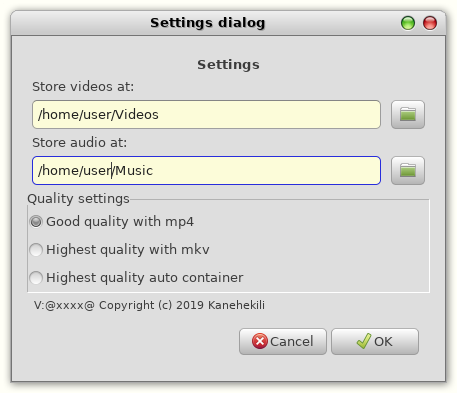 Settings dialog
Settings
Store videos at:
/home/user/Videos
Store audio at:
/home/user/Music
Quality settings
Good quality with mp4
Highest quality with mkv
Highest quality auto container
V:@xxxx@ Copyright (c) 2019 Kanehekili
Cancel OK